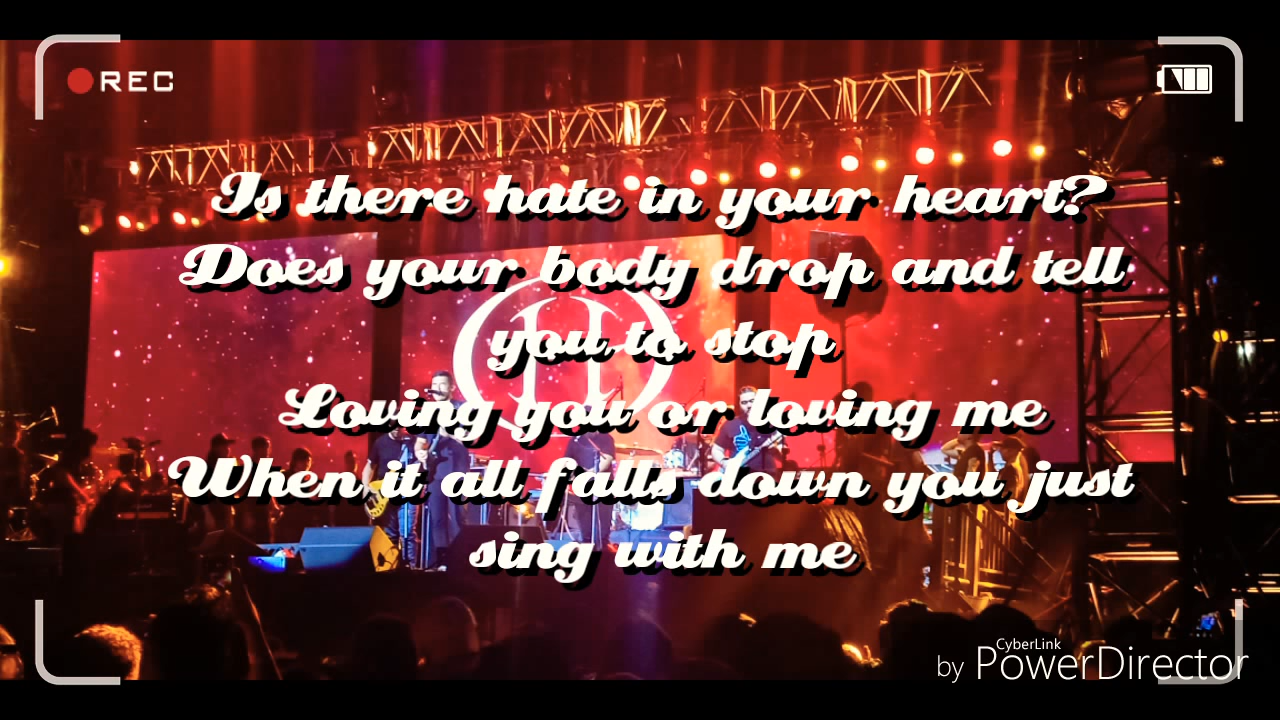 REC
Is there hate in your heart?
Does your body drop and tell
you to stop
Loving you or loving me
When it all falls down you just
sing with me
CyberLink
by PowerDirector